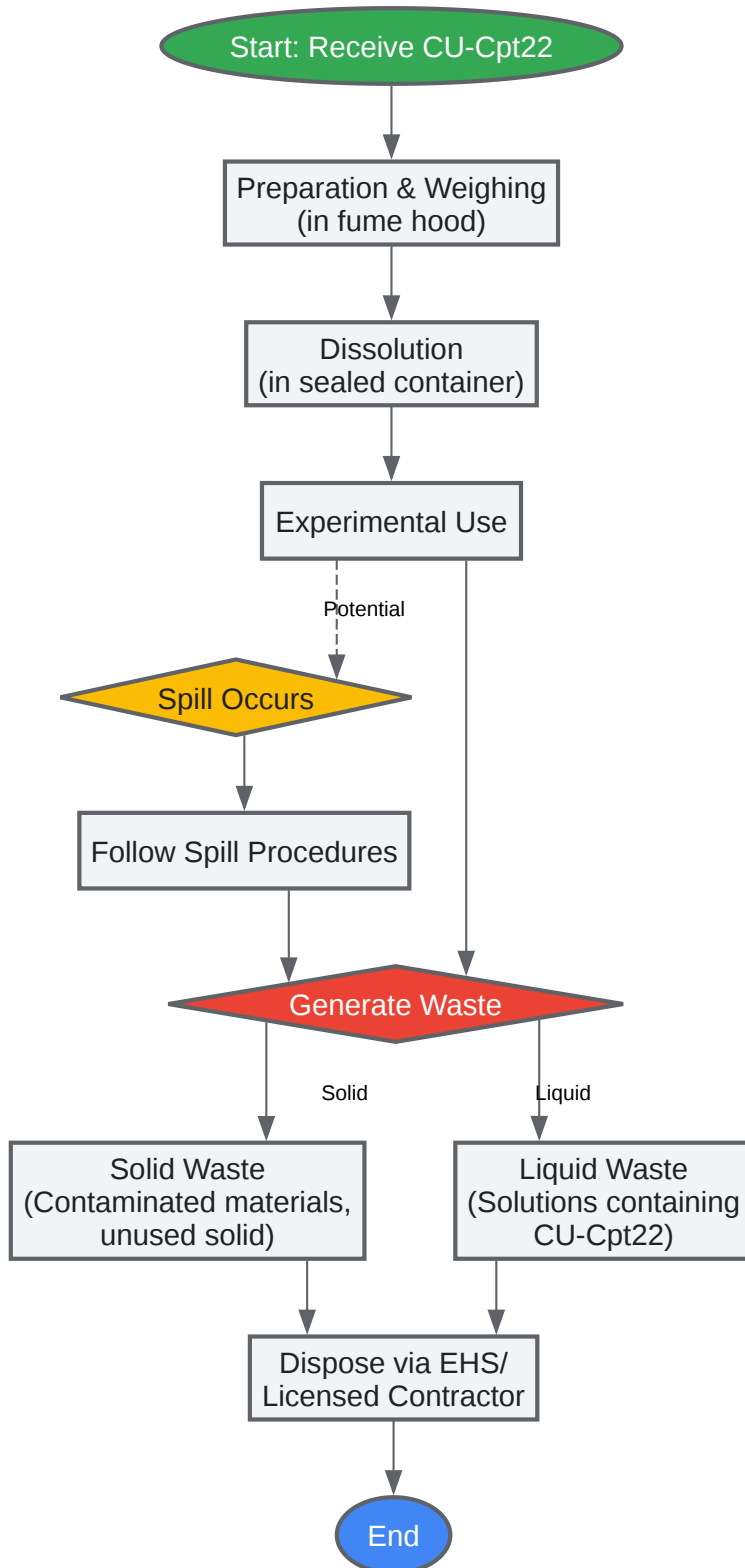 Start: Receive CU-Cpt22
Preparation & Weighing
(in fume hood)
Dissolution
(in sealed container)
Experimental Use
Potential
Spill Occurs
Follow Spill Procedures
Generate Waste
Solid
Liquid
Solid Waste
(Contaminated materials,
unused solid)
Liquid Waste
(Solutions containing
CU-Cpt22)
Dispose via EHS/
Licensed Contractor
End